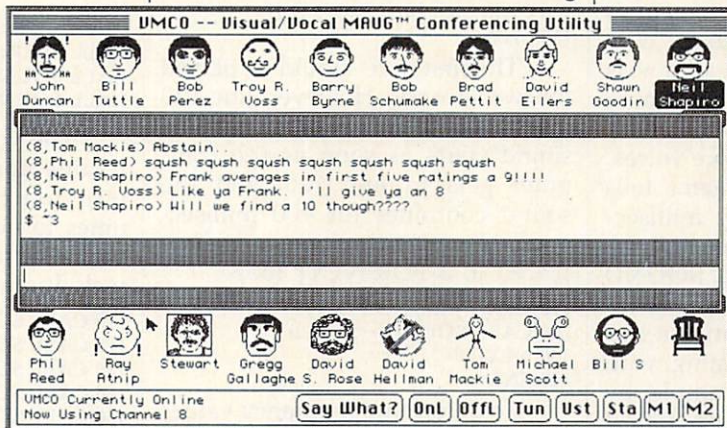 VMCO -- Visual/Vocal MAUG™ Conferencing Utility
HA HA
John Duncan
Bill Tuttle
Bob Perez
Troy R. Voss
Barry Byrne
Bob Schumake
Brad Pettit
David Eilers
Shawn Goodin
Neil Shapiro
(8,Tom Mackie) Abstain..
(8,Phil Reed) sqush sqush sqush sqush sqush sqush sqush
(8,Neil Shapiro) Frank averages in first five ratings a 9!!!!
(8,Troy R. Voss) Like ya Frank. I'll give ya an 8
(8,Neil Shapiro) Will we find a 10 though????
$ ~3
Phil Reed
! !
Ray Atnip
Stewart
Gregg Gallaghe
David S. Rose
David Hellman
Tom Mackie
Michael Scott
Bill S
VMCO Currently Online
Now Using Channel 8
Say What? OnL OffL Tun Ust Sta M1 M2